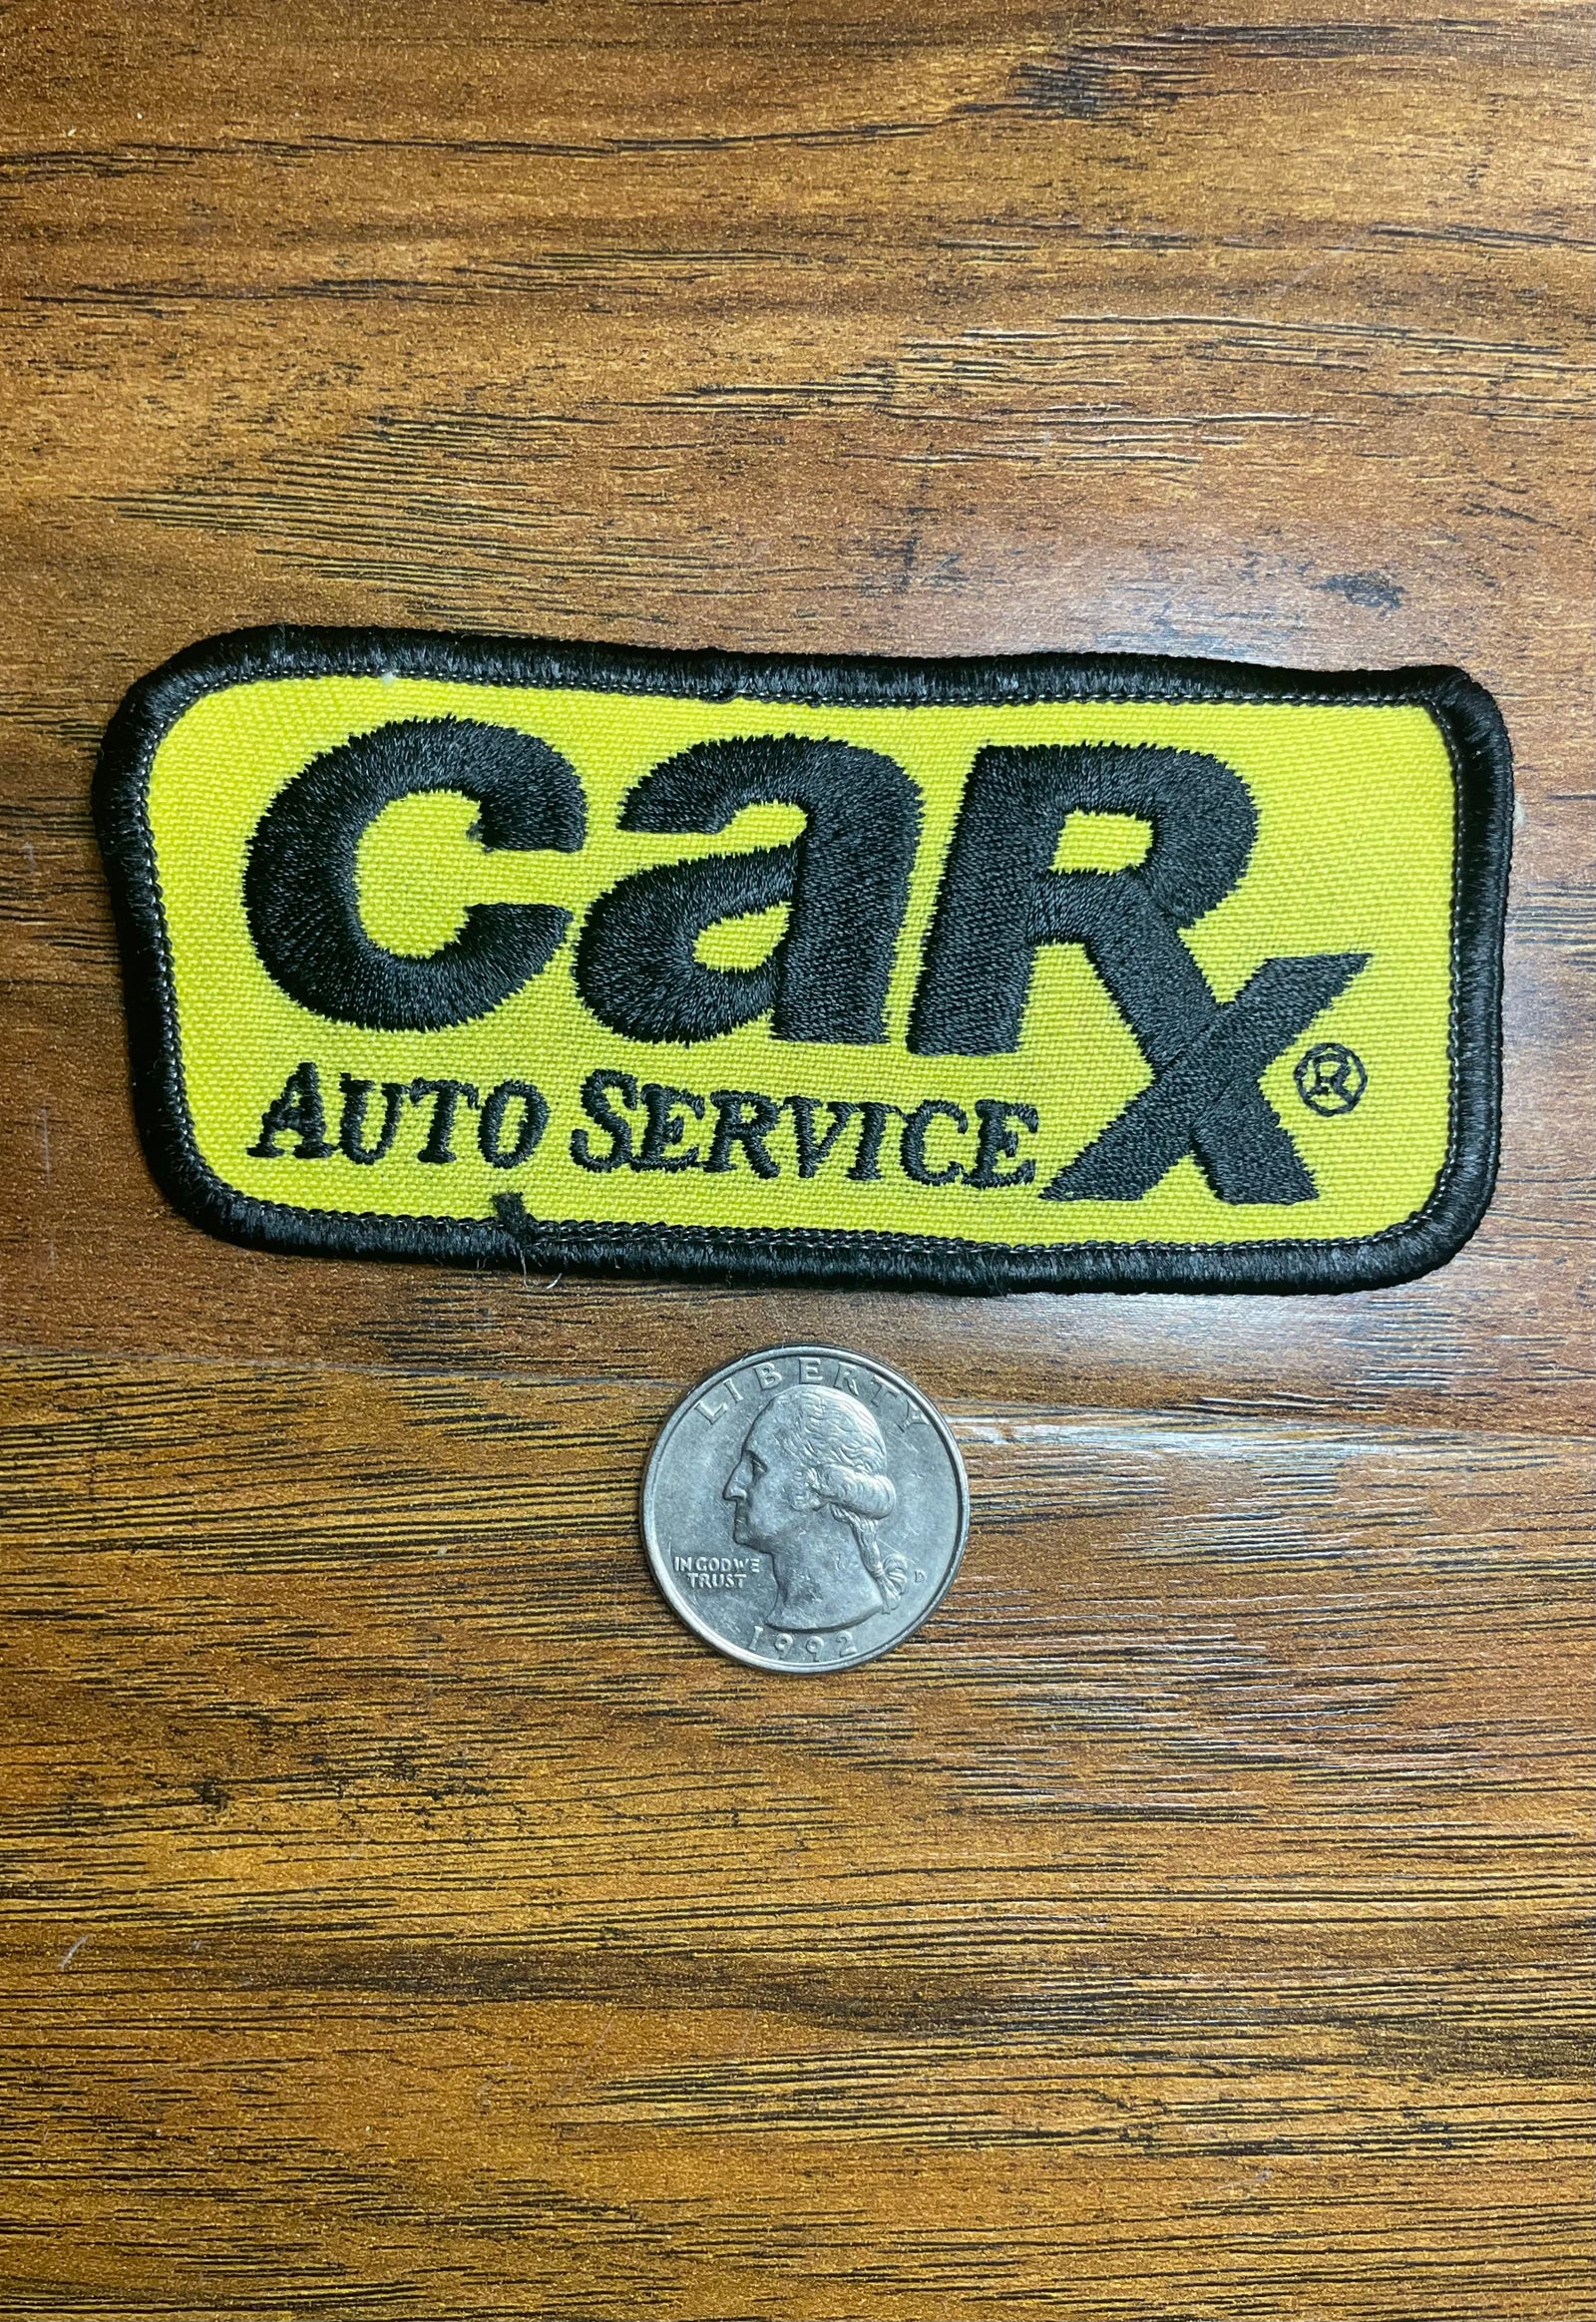 caRx
AUTO SERVICE ®
LIBERTY
IN GOD WE
TRUST
D
1992